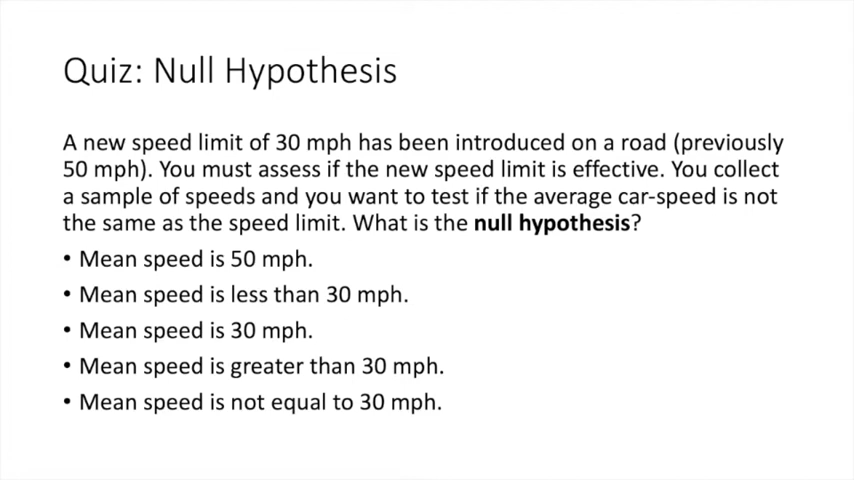 Quiz: Null Hypothesis
A new speed limit of 30 mph has been introduced on a road (previously
50 mph). You must assess if the new speed limit is effective. You collect
a sample of speeds and you want to test if the average car-speed is not
the same as the speed limit. What is the null hypothesis?
• Mean speed is 50 mph.
• Mean speed is less than 30 mph.
• Mean speed is 30 mph.
• Mean speed is greater than 30 mph.
• Mean speed is not equal to 30 mph.